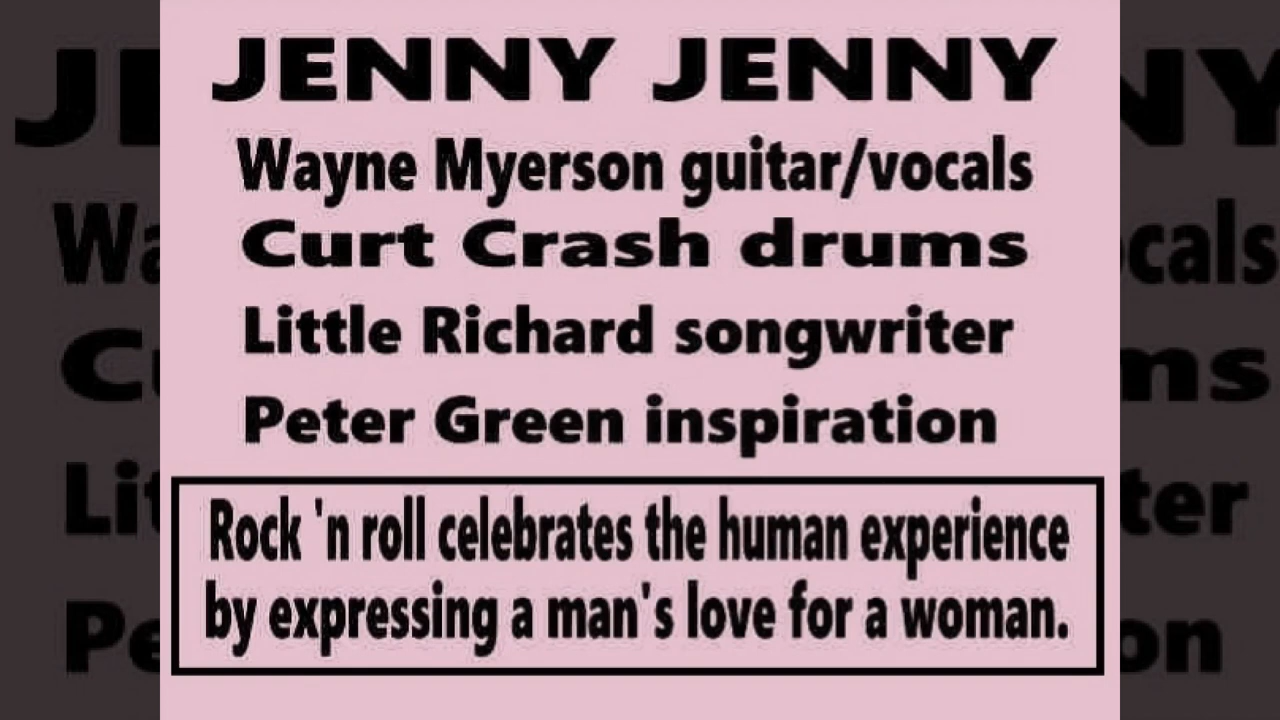 JENNY JENNY
Wayne Myerson guitar/vocals
Curt Crash drums
Little Richard songwriter
Peter Green inspiration
Rock 'n roll celebrates the human experience
by expressing a man's love for a woman.